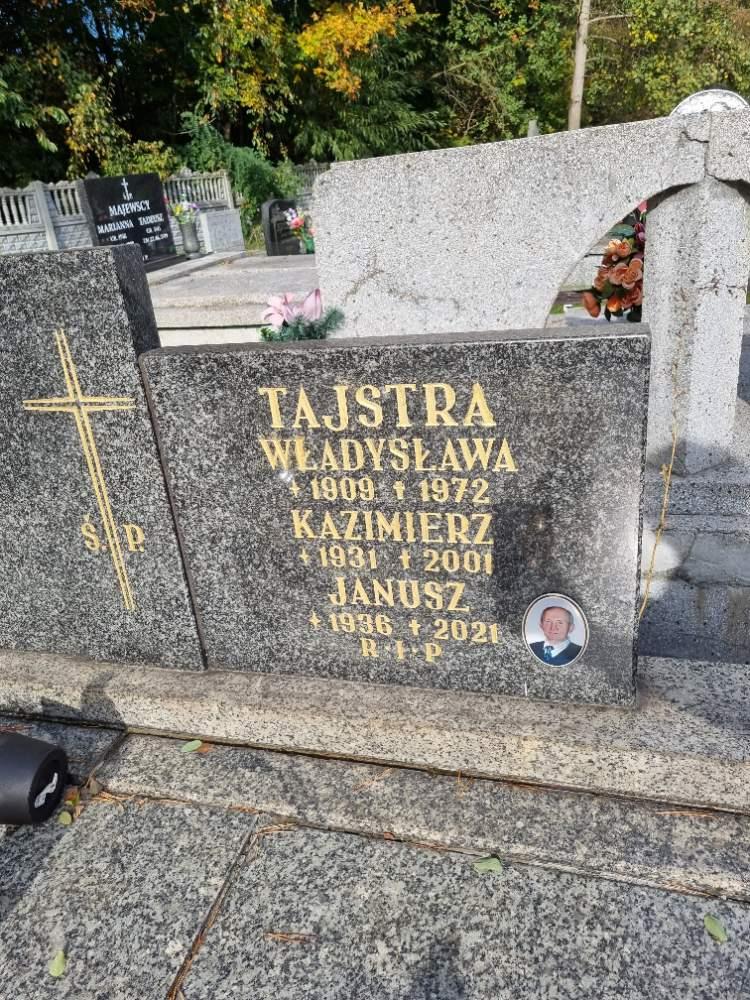 MAJEWSCY
MARIANNA TADEUSZ
Ś. P.
TAJSTRA
WŁADYSŁAWA
1909 ✝ 1972
KAZIMIERZ
1931 ✝ 2001
JANUSZ
1936 ✝ 2021
R·I·P